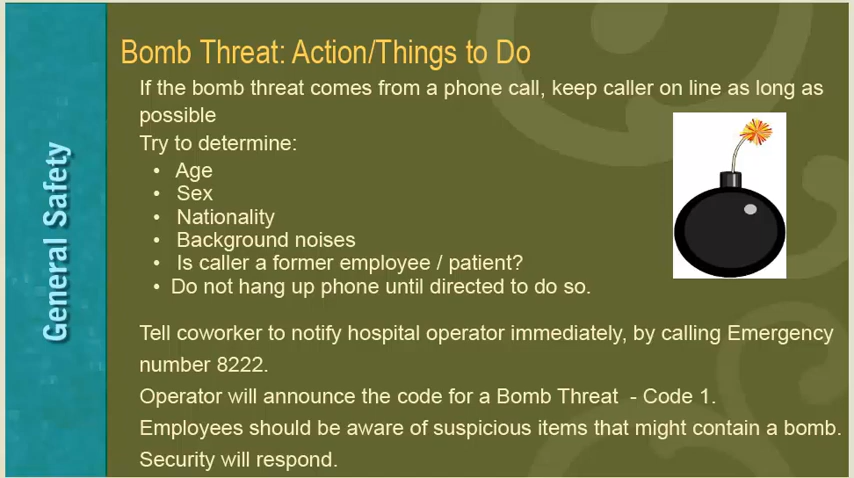 General Safety
Bomb Threat: Action/Things to Do
If the bomb threat comes from a phone call, keep caller on line as long as
possible
Try to determine:
• Age
• Sex
• Nationality
• Background noises
• Is caller a former employee / patient?
• Do not hang up phone until directed to do so.
Tell coworker to notify hospital operator immediately, by calling Emergency
number 8222.
Operator will announce the code for a Bomb Threat - Code 1.
Employees should be aware of suspicious items that might contain a bomb.
Security will respond.